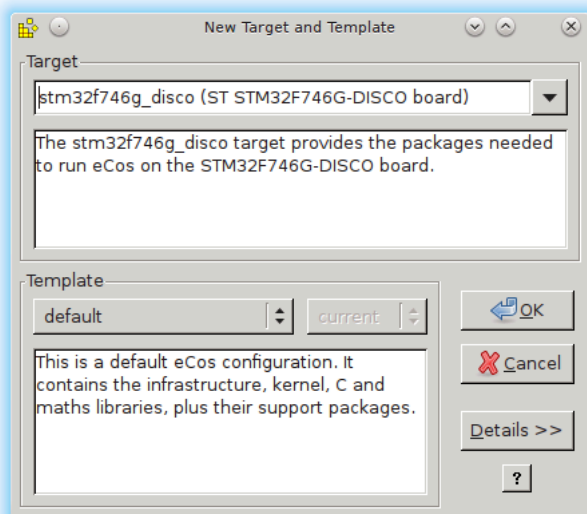 New Target and Template
Target
stm32f746g_disco (ST STM32F746G-DISCO board)
The stm32f746g_disco target provides the packages needed
to run eCos on the STM32F746G-DISCO board.
Template
default
current
This is a default eCos configuration. It
contains the infrastructure, kernel, C and
maths libraries, plus their support packages.
OK
Cancel
Details >>
?